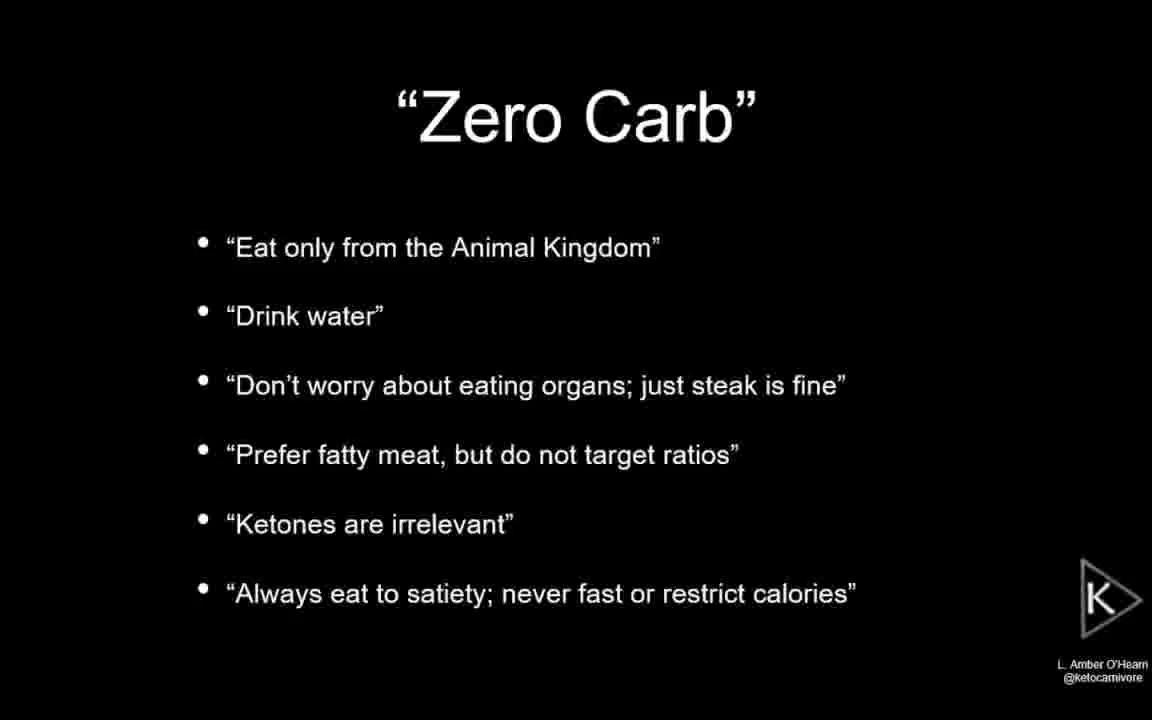 “Zero Carb”
• “Eat only from the Animal Kingdom”
• “Drink water”
• “Don’t worry about eating organs; just steak is fine”
• “Prefer fatty meat, but do not target ratios”
• “Ketones are irrelevant”
• “Always eat to satiety; never fast or restrict calories”
K
L. Amber O'Hearn
@ketocarnivore